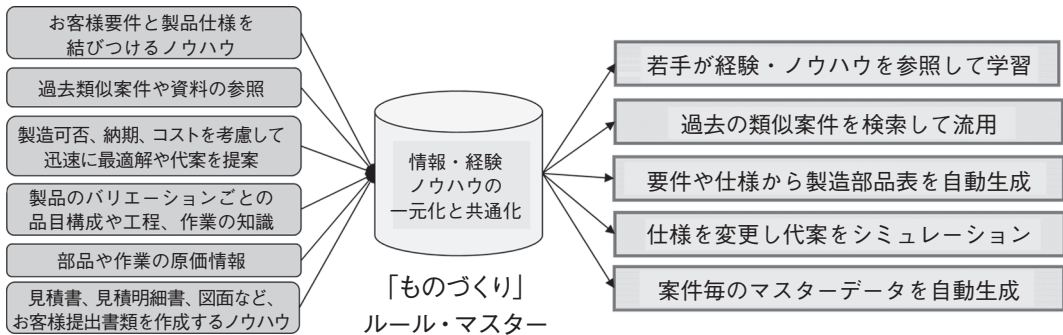 お客様要件と製品仕様を
結びつけるノウハウ
過去類似案件や資料の参照
製造可否、納期、コストを考慮して
迅速に最適解や代案を提案
製品のバリエーションごとの
品目構成や工程、作業の知識
部品や作業の原価情報
見積書、見積明細書、図面など、
お客様提出書類を作成するノウハウ
情報・経験
ノウハウの
一元化と共通化
「ものづくり」
ルール・マスター
若手が経験・ノウハウを参照して学習
過去の類似案件を検索して流用
要件や仕様から製造部品表を自動生成
仕様を変更し代案をシミュレーション
案件毎のマスターデータを自動生成